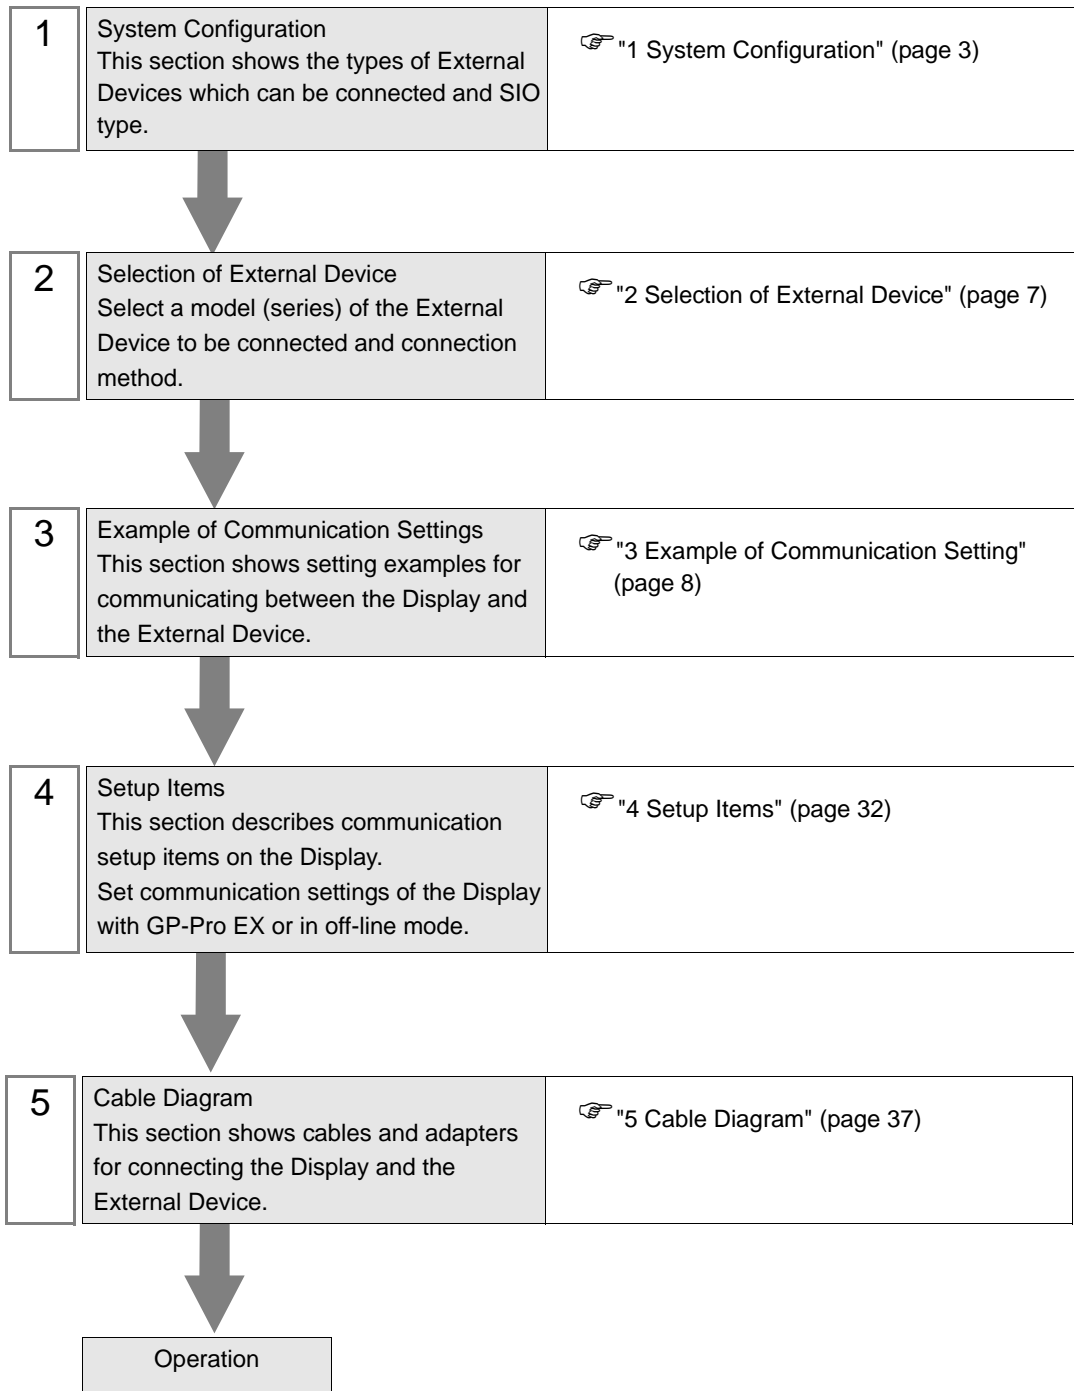 1
System Configuration
This section shows the types of External
Devices which can be connected and SIO
type.
"1 System Configuration" (page 3)
2
Selection of External Device
Select a model (series) of the External
Device to be connected and connection
method.
"2 Selection of External Device" (page 7)
3
Example of Communication Settings
This section shows setting examples for
communicating between the Display and
the External Device.
"3 Example of Communication Setting"
(page 8)
4
Setup Items
This section describes communication
setup items on the Display.
Set communication settings of the Display
with GP-Pro EX or in off-line mode.
"4 Setup Items" (page 32)
5
Cable Diagram
This section shows cables and adapters
for connecting the Display and the
External Device.
"5 Cable Diagram" (page 37)
Operation